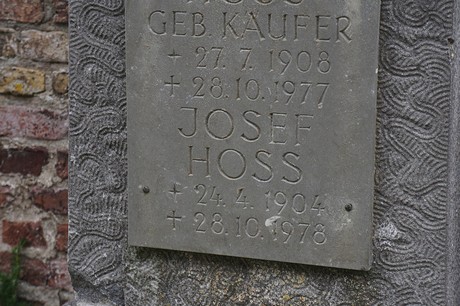 GEB. KÄUFER
+ 27. 7. 1908
+ 28. 10. 1977
JOSEF
HOSS
+ 24. 4. 1904
+ 28. 10. 1978